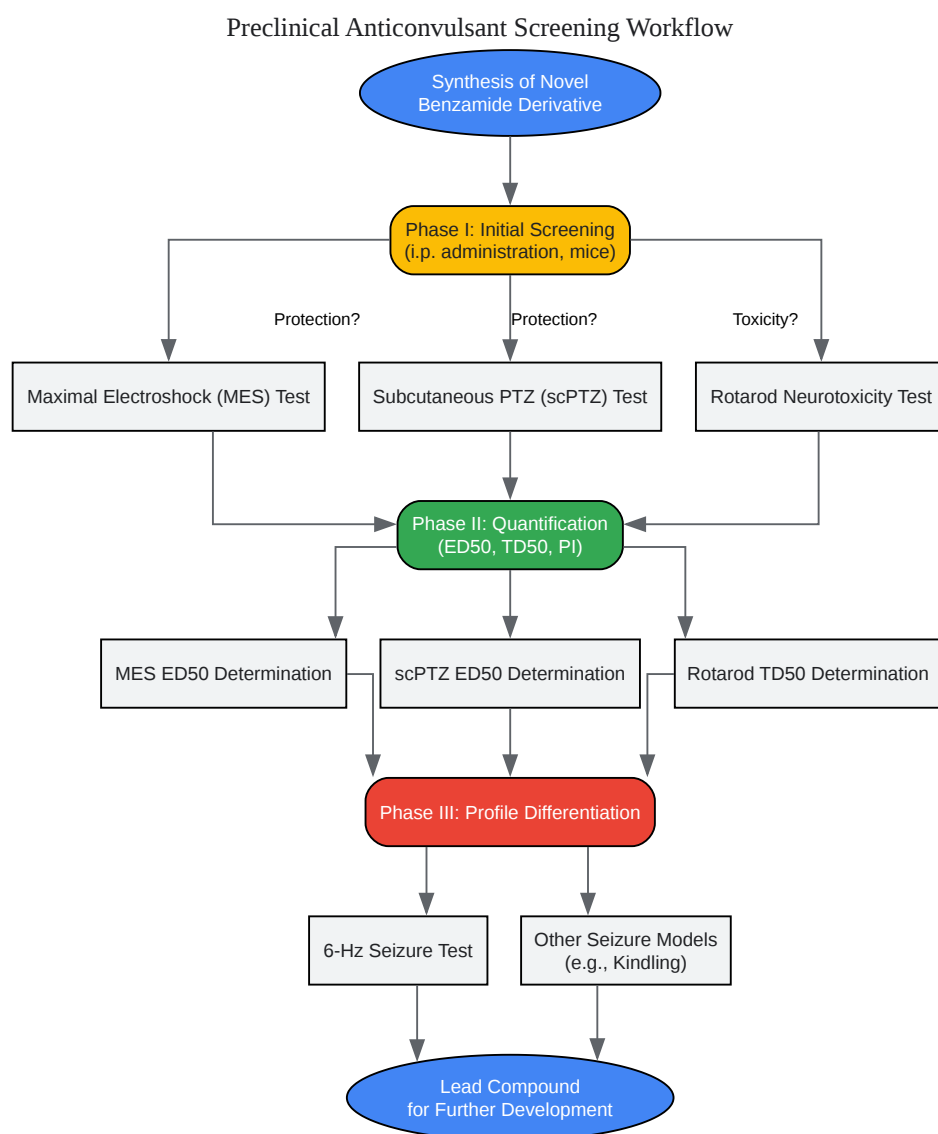 Preclinical Anticonvulsant Screening Workflow
Synthesis of Novel
Benzamide Derivative
Phase I: Initial Screening
(i.p. administration, mice)
Protection?
Protection?
Toxicity?
Maximal Electroshock (MES) Test
Subcutaneous PTZ (scPTZ) Test
Rotarod Neurotoxicity Test
Phase II: Quantification
(ED50, TD50, PI)
MES ED50 Determination
scPTZ ED50 Determination
Rotarod TD50 Determination
Phase III: Profile Differentiation
6-Hz Seizure Test
Other Seizure Models
(e.g., Kindling)
Lead Compound
for Further Development